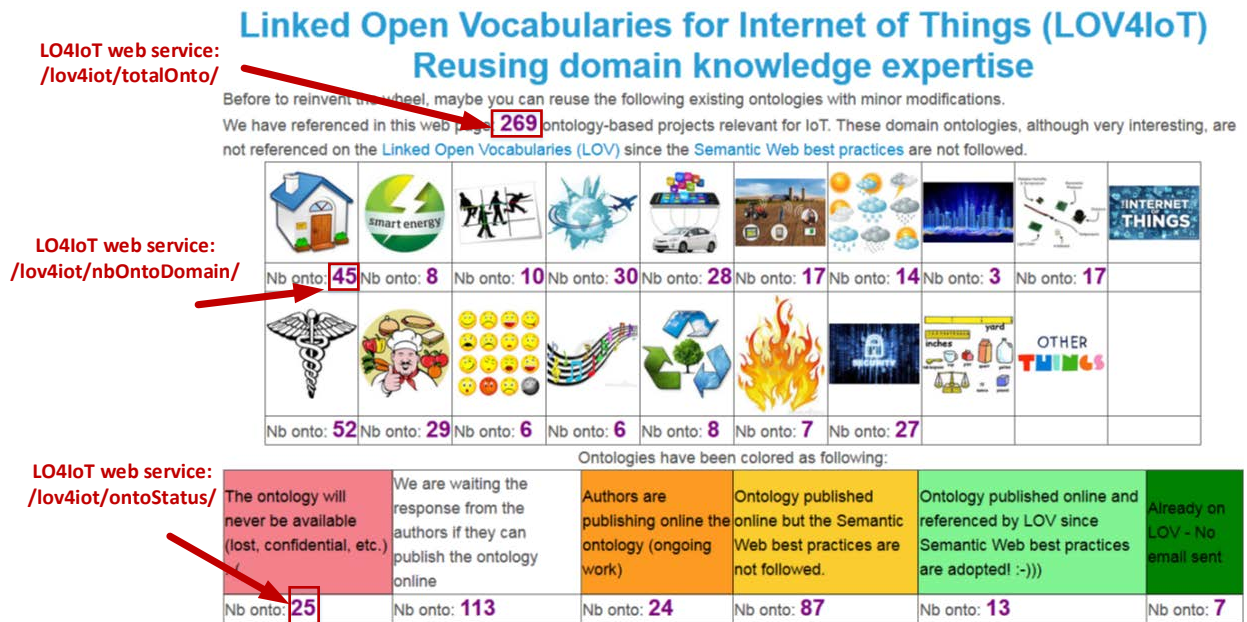 Linked Open Vocabularies for Internet of Things (LOV4IoT)
Reusing domain knowledge expertise
LO4IoT web service:
/lov4iot/totalOnto/
Before to reinvent the wheel, maybe you can reuse the following existing ontologies with minor modifications.
We have referenced in this web page 269 ontology-based projects relevant for IoT. These domain ontologies, although very interesting, are
not referenced on the Linked Open Vocabularies (LOV) since the Semantic Web best practices are not followed.
smart energy
INTERNET
OF
THINGS
LO4IoT web service:
/lov4iot/nbOntoDomain/
Nb onto: 45
Nb onto: 8
Nb onto: 10
Nb onto: 30
Nb onto: 28
Nb onto: 17
Nb onto: 14
Nb onto: 3
Nb onto: 17
SECURITY
yard
inches
OTHER
THINGS
Nb onto: 52
Nb onto: 29
Nb onto: 6
Nb onto: 6
Nb onto: 8
Nb onto: 7
Nb onto: 27
Ontologies have been colored as following:
LO4IoT web service:
/lov4iot/ontoStatus/
The ontology will
never be available
(lost, confidential, etc.)
:-(
We are waiting the
response from the
authors if they can
publish the ontology
online
Authors are
publishing online the
ontology (ongoing
work)
Ontology published
online but the Semantic
Web best practices are
not followed.
Ontology published online and
referenced by LOV since
Semantic Web best practices
are adopted! :-)))
Already on
LOV - No
email sent
Nb onto: 25
Nb onto: 113
Nb onto: 24
Nb onto: 87
Nb onto: 13
Nb onto: 7